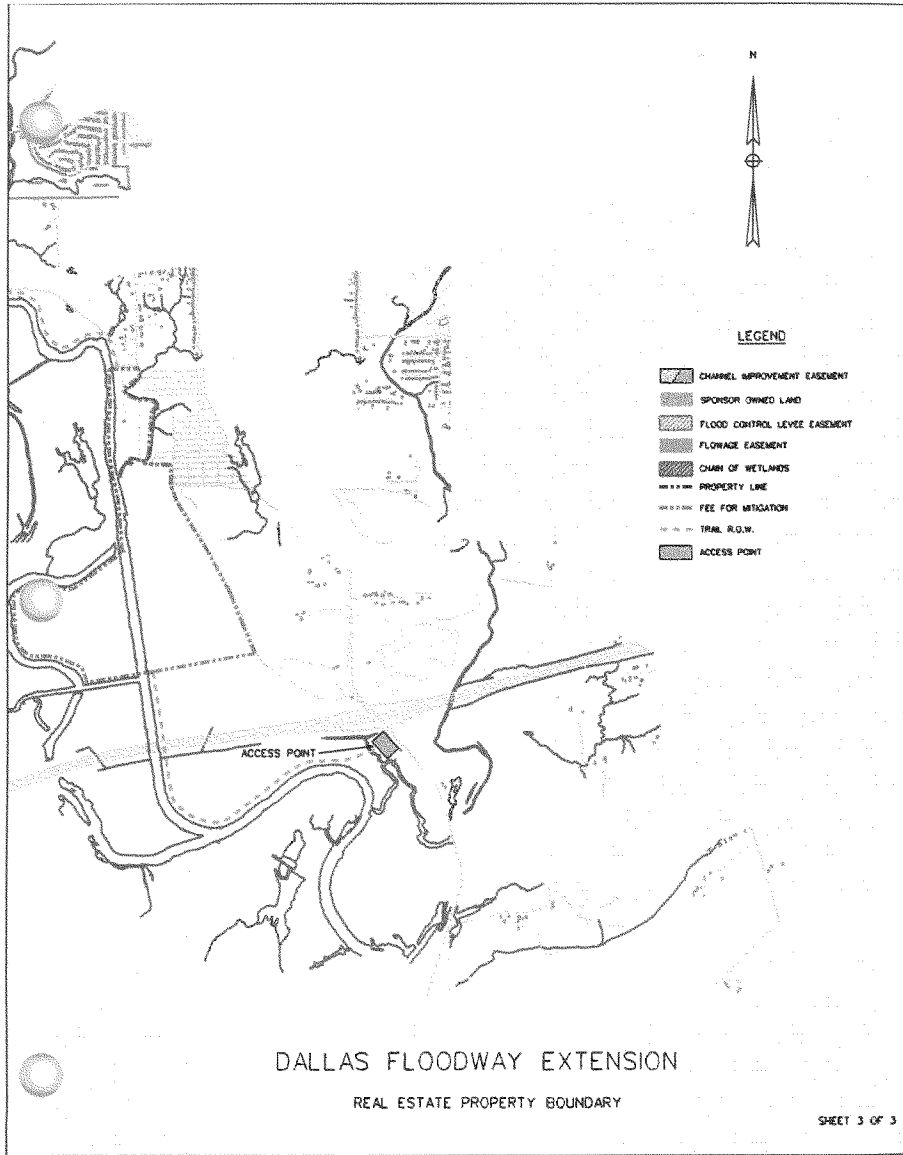 N
LEGEND
CHANNEL IMPROVEMENT EASEMENT
SPONSOR OWNED LAND
FLOOD CONTROL LEVEE EASEMENT
FLOWAGE EASEMENT
CHAIN OF WETLANDS
PROPERTY LINE
FEE FOR MITIGATION
TRAIL R.O.W.
ACCESS POINT
ACCESS POINT
DALLAS FLOODWAY EXTENSION
REAL ESTATE PROPERTY BOUNDARY
SHEET 3 OF 3